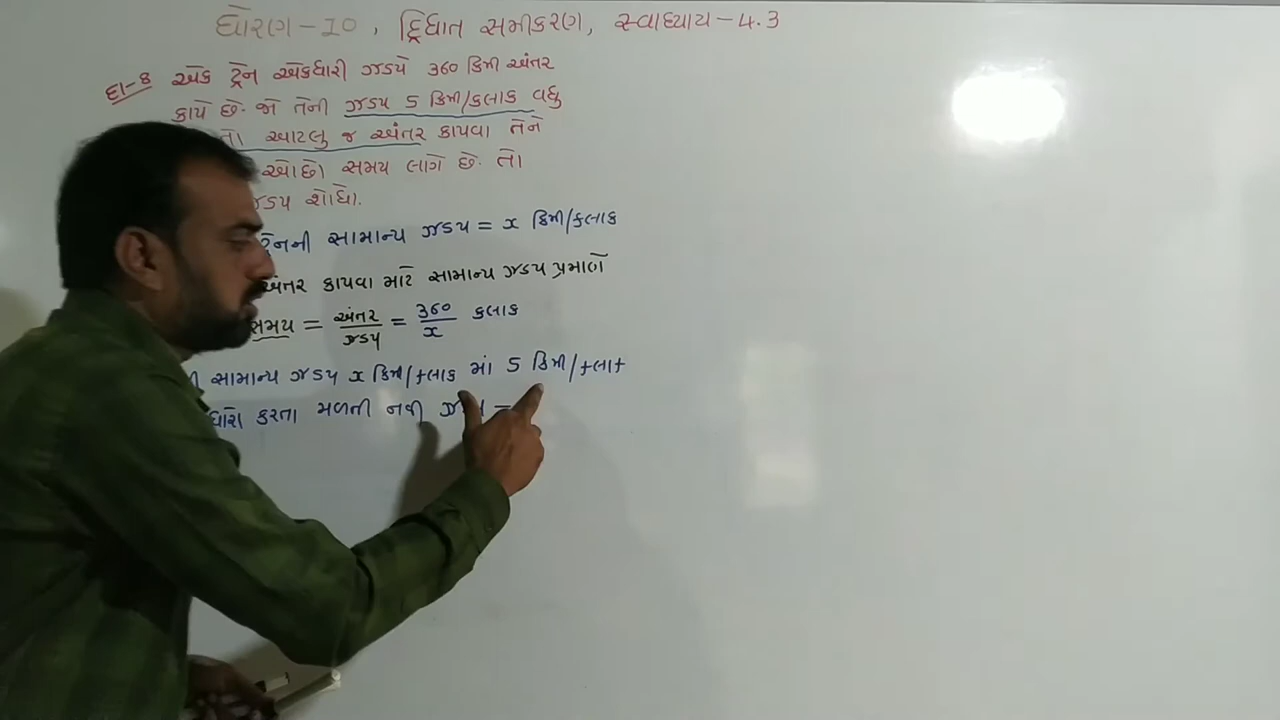 ધોરણ-10, દ્વિઘાત સમીકરણ, સ્વાધ્યાય-4.3
દા-8 એક ટ્રેન એકધારી ઝડપે 360 કિમી અંતર
કાપે છે. જો તેની ઝડપ 5 કિમી/કલાક વધુ
તો આટલુ જ અંતર કાપવા તેને
ઓછો સમય લાગે છે. તો
ઝડપ શોધો.
ટ્રેનની સામાન્ય ઝડપ = x કિમી/કલાક
અંતર કાપવા માટે સામાન્ય ઝડપ પ્રમાણે
સમય = અંતર/ઝડપ = 360/x કલાક
સામાન્ય ઝડપ x કિમી/કલાક માં 5 કિમી/કલાક
કરતા મળતી નવી =